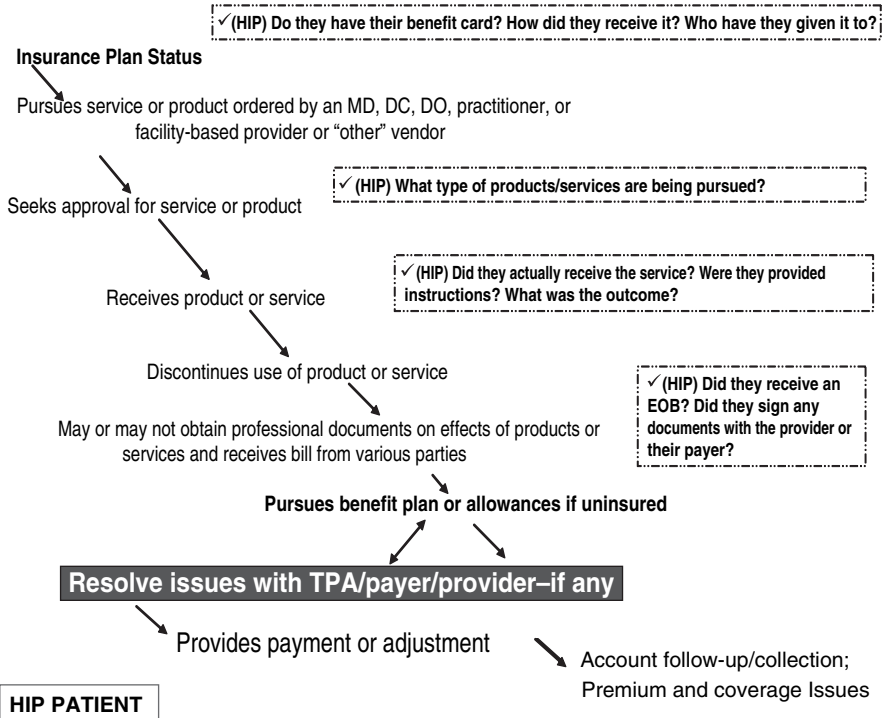 ✓(HIP) Do they have their benefit card? How did they receive it? Who have they given it to?
Insurance Plan Status
Pursues service or product ordered by an MD, DC, DO, practitioner, or
facility-based provider or “other” vendor
✓(HIP) What type of products/services are being pursued?
Seeks approval for service or product
✓(HIP) Did they actually receive the service? Were they provided
instructions? What was the outcome?
Receives product or service
Discontinues use of product or service
✓(HIP) Did they receive an
EOB? Did they sign any
documents with the provider or
their payer?
May or may not obtain professional documents on effects of products or
services and receives bill from various parties
Pursues benefit plan or allowances if uninsured
Resolve issues with TPA/payer/provider–if any
Provides payment or adjustment
Account follow-up/collection;
Premium and coverage Issues
HIP PATIENT